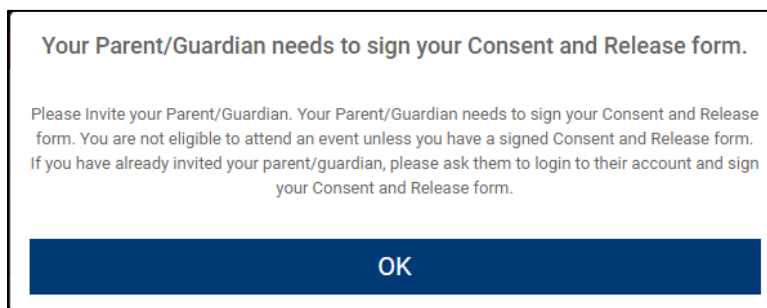 Your Parent/Guardian needs to sign your Consent and Release form.
Please Invite your Parent/Guardian. Your Parent/Guardian needs to sign your Consent and Release
form. You are not eligible to attend an event unless you have a signed Consent and Release form.
If you have already invited your parent/guardian, please ask them to login to their account and sign
your Consent and Release form.
OK